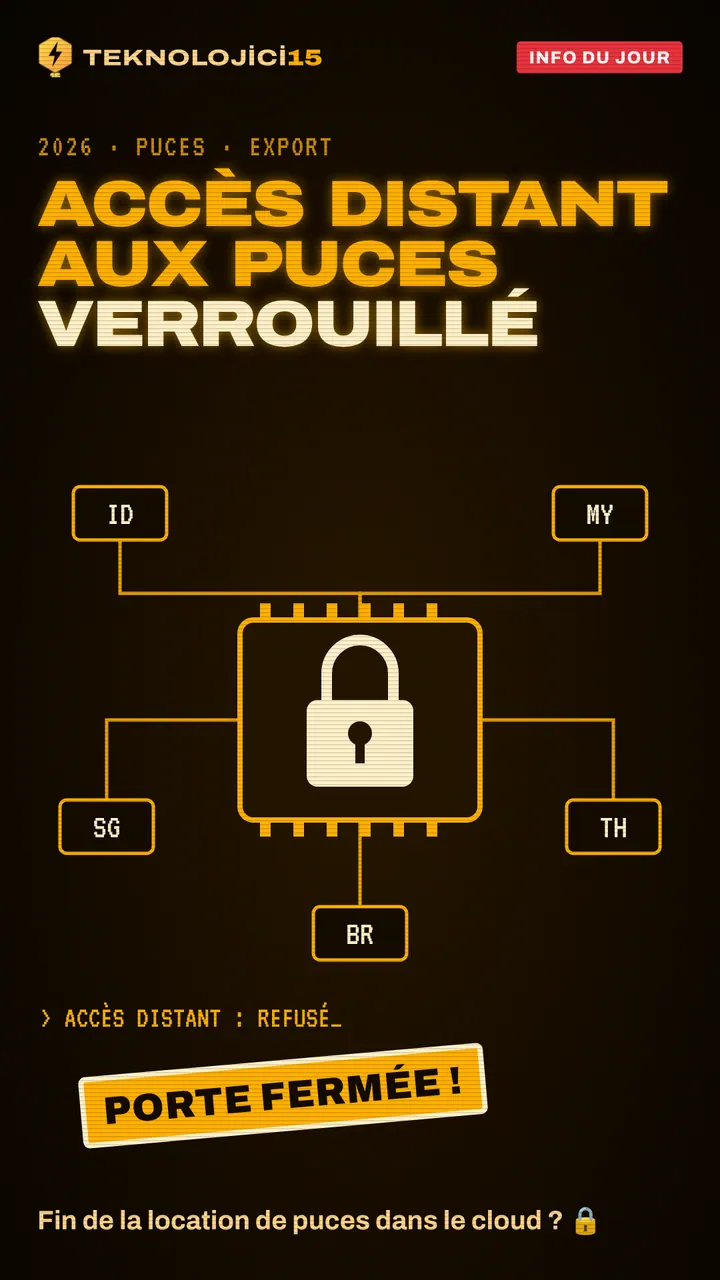 TEKNOLOJİCİ15
INFO DU JOUR
2026 · PUCES · EXPORT
ACCÈS DISTANT
AUX PUCES
VERROUILLÉ
ID
MY
SG
TH
BR
> ACCÈS DISTANT : REFUSÉ_
PORTE FERMÉE !
Fin de la location de puces dans le cloud ? 🔒